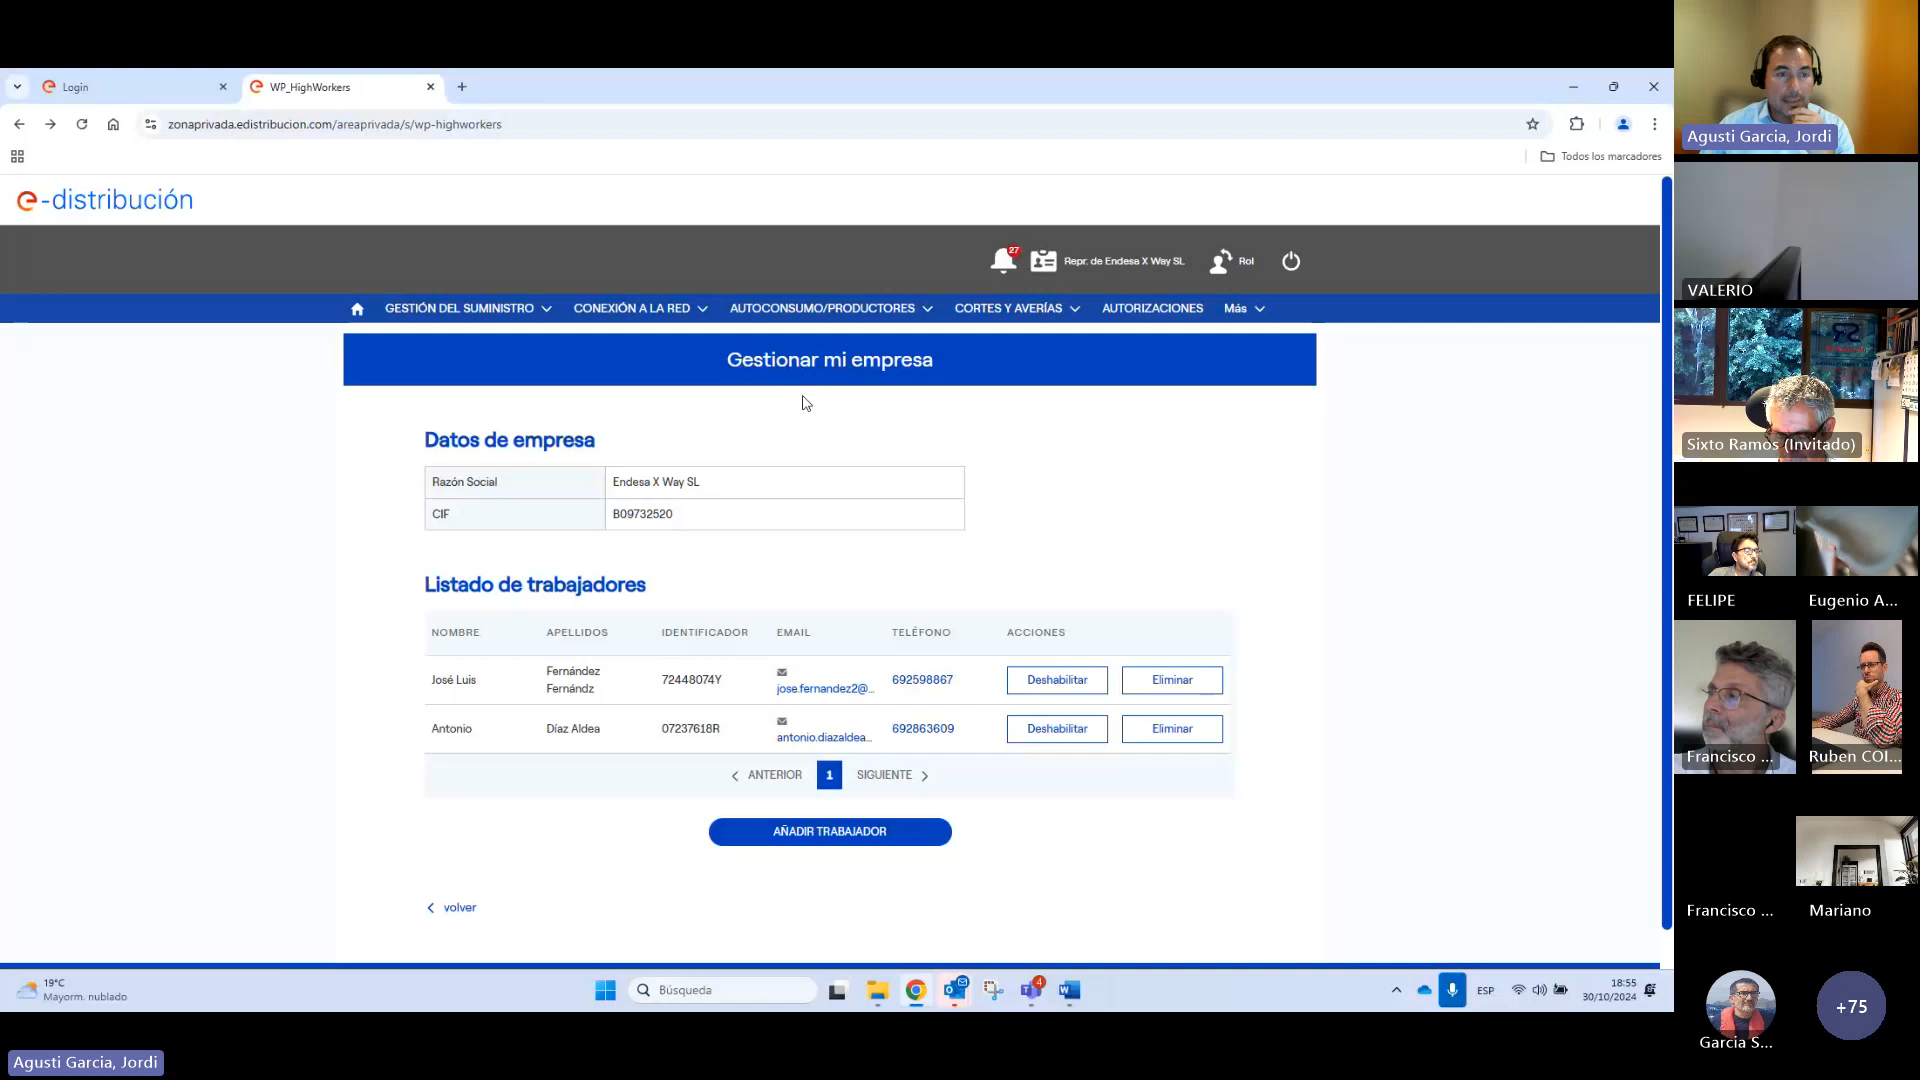 Login
WP_HighWorkers
zonaprivada.edistribucion.com/areaprivada/s/wp-highworkers
Todos los marcadores
e-distribución
27
Repr. de Endesa X Way SL
Rol
GESTIÓN DEL SUMINISTRO
CONEXIÓN A LA RED
AUTOCONSUMO/PRODUCTORES
CORTES Y AVERÍAS
AUTORIZACIONES
Más
Gestionar mi empresa
Datos de empresa
Razón Social
Endesa X Way SL
CIF
B09732520
Listado de trabajadores
NOMBRE
APELLIDOS
IDENTIFICADOR
EMAIL
TELÉFONO
ACCIONES
José Luis
Fernández
Fernándz
72448074Y
jose.fernandez2@...
692598867
Deshabilitar
Eliminar
Antonio
Díaz Aldea
07237618R
antonio.diazaldea...
692863609
Deshabilitar
Eliminar
ANTERIOR
1
SIGUIENTE
AÑADIR TRABAJADOR
volver
19°C
Mayorm. nublado
Búsqueda
4
ESP
18:55
30/10/2024
Agusti Garcia, Jordi
Agusti Garcia, Jordi
VALERIO
Sixto Ramos (Invitado)
FELIPE
Eugenio A...
Francisco ...
Ruben COI...
Francisco ...
Mariano
Garcia S...
+75